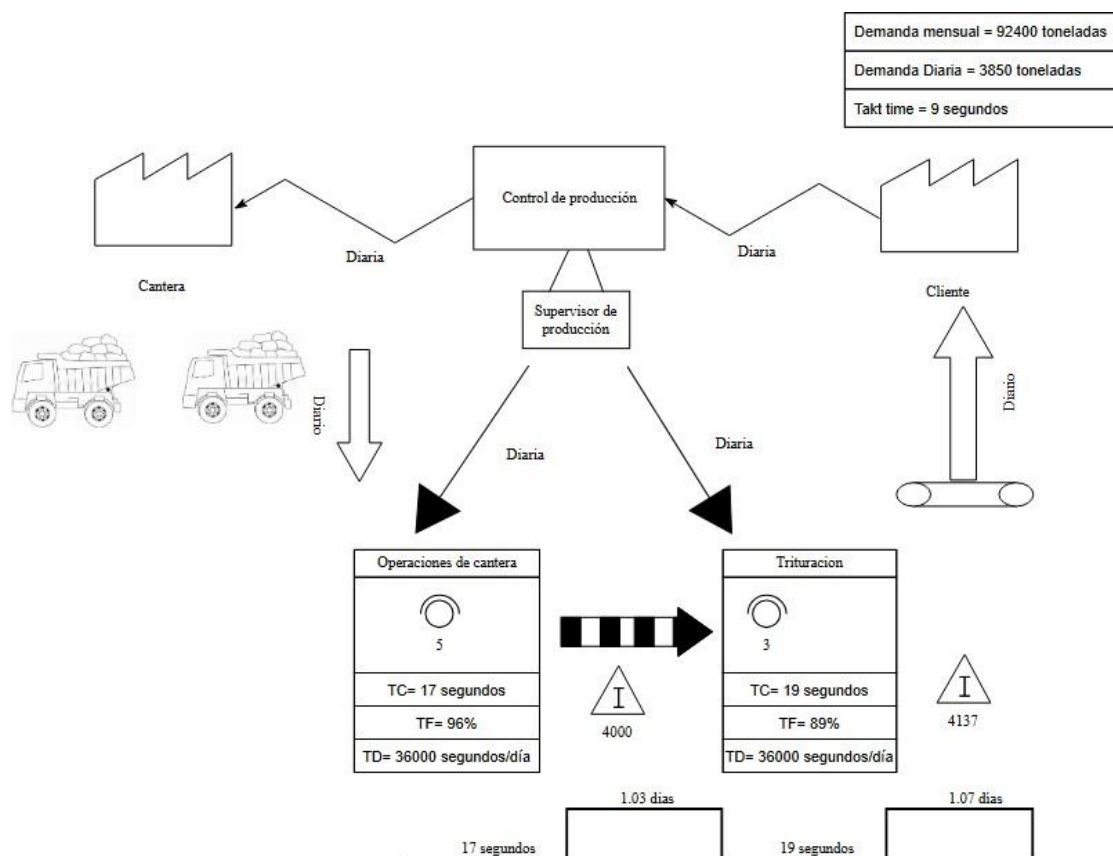 Demanda mensual = 92400 toneladas
Demanda Diaria = 3850 toneladas
Takt time = 9 segundos
Control de producción
Diaria
Diaria
Cantera
Cliente
Supervisor de
producción
Diario
Diario
Diaria
Diaria
Operaciones de cantera
5
TC= 17 segundos
TF= 96%
TD= 36000 segundos/día
I
4000
Trituracion
3
TC= 19 segundos
TF= 89%
TD= 36000 segundos/día
I
4137
1.03 dias
1.07 dias
17 segundos
19 segundos